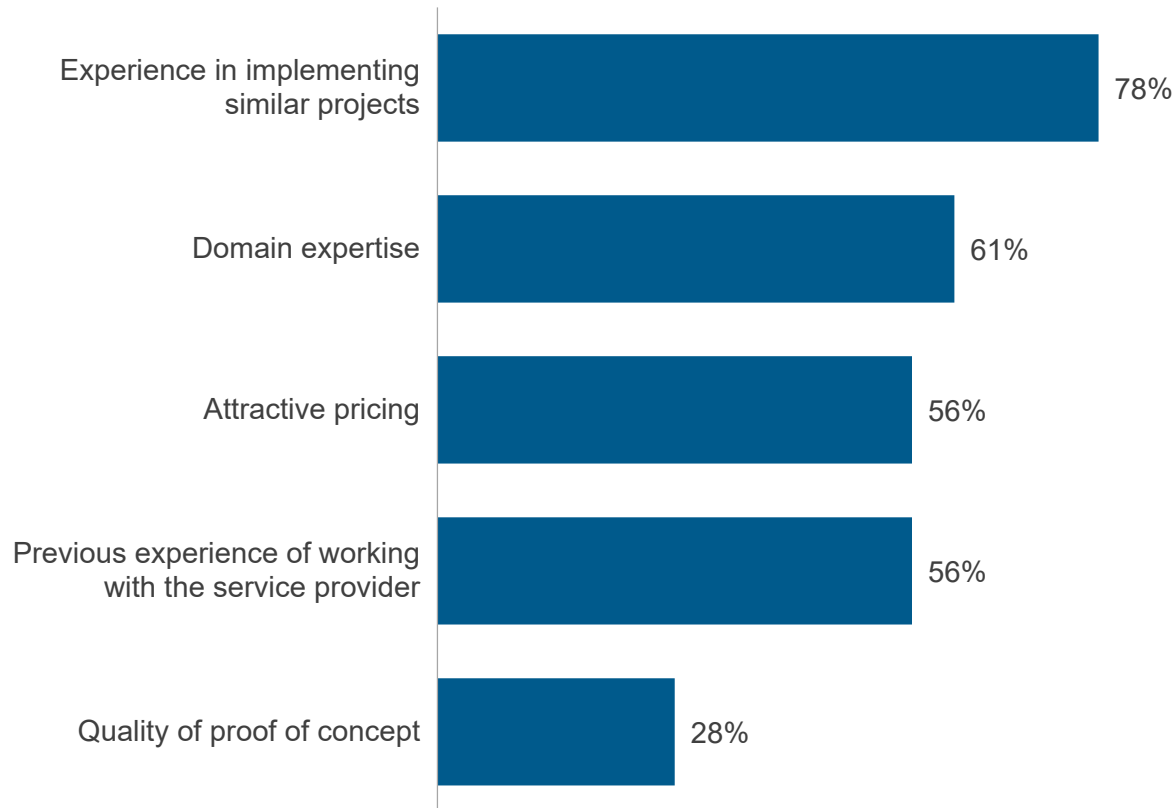 Experience in implementing
similar projects
78%
Domain expertise
61%
Attractive pricing
56%
Previous experience of working
with the service provider
56%
Quality of proof of concept
28%